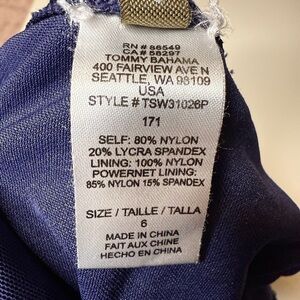 RN# 86549
CA# 58297
TOMMY BAHAMA
400 FAIRVIEW AVE N
SEATTLE, WA 98109
USA
STYLE # TSW31026P
171
SELF: 80% NYLON
20% LYCRA SPANDEX
LINING: 100% NYLON
POWERNET LINING:
85% NYLON 15% SPANDEX
SIZE / TAILLE / TALLA
6
MADE IN CHINA
FAIT AUX CHINE
HECHO EN CHINA